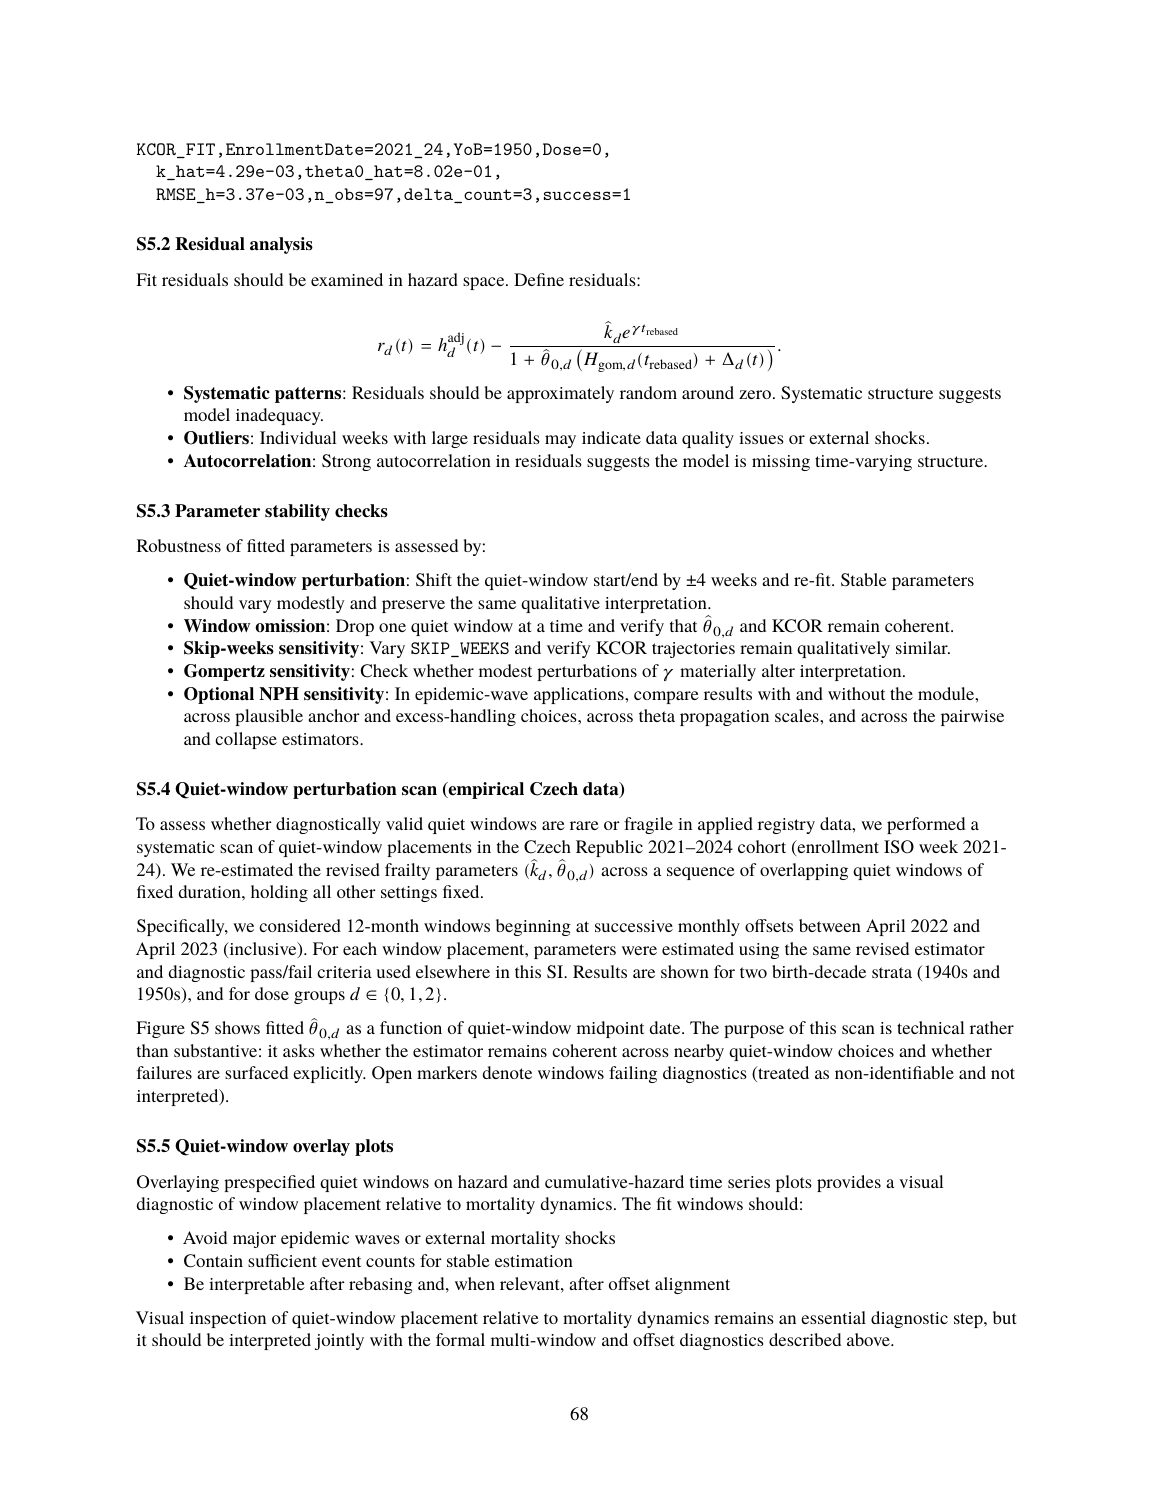 KCOR_FIT,EnrollmentDate=2021_24,YoB=1950,Dose=0,
k_hat=4.29e-03,theta0_hat=8.02e-01,
RMSE_h=3.37e-03,n_obs=97,delta_count=3,success=1
S5.2 Residual analysis
Fit residuals should be examined in hazard space. Define residuals:
r_d(t) = h_d^adj(t) − k̂_d e^{γ t_rebased} / (1 + θ̂_{0,d} (H_{gom,d}(t_rebased) + Δ_d(t))).
• Systematic patterns: Residuals should be approximately random around zero. Systematic structure suggests
model inadequacy.
• Outliers: Individual weeks with large residuals may indicate data quality issues or external shocks.
• Autocorrelation: Strong autocorrelation in residuals suggests the model is missing time-varying structure.
S5.3 Parameter stability checks
Robustness of fitted parameters is assessed by:
• Quiet-window perturbation: Shift the quiet-window start/end by ±4 weeks and re-fit. Stable parameters
should vary modestly and preserve the same qualitative interpretation.
• Window omission: Drop one quiet window at a time and verify that θ̂_{0,d} and KCOR remain coherent.
• Skip-weeks sensitivity: Vary SKIP_WEEKS and verify KCOR trajectories remain qualitatively similar.
• Gompertz sensitivity: Check whether modest perturbations of γ materially alter interpretation.
• Optional NPH sensitivity: In epidemic-wave applications, compare results with and without the module,
across plausible anchor and excess-handling choices, across theta propagation scales, and across the pairwise
and collapse estimators.
S5.4 Quiet-window perturbation scan (empirical Czech data)
To assess whether diagnostically valid quiet windows are rare or fragile in applied registry data, we performed a
systematic scan of quiet-window placements in the Czech Republic 2021–2024 cohort (enrollment ISO week 2021-
24). We re-estimated the revised frailty parameters (k̂_d, θ̂_{0,d}) across a sequence of overlapping quiet windows of
fixed duration, holding all other settings fixed.
Specifically, we considered 12-month windows beginning at successive monthly offsets between April 2022 and
April 2023 (inclusive). For each window placement, parameters were estimated using the same revised estimator
and diagnostic pass/fail criteria used elsewhere in this SI. Results are shown for two birth-decade strata (1940s and
1950s), and for dose groups d ∈ {0, 1, 2}.
Figure S5 shows fitted θ̂_{0,d} as a function of quiet-window midpoint date. The purpose of this scan is technical rather
than substantive: it asks whether the estimator remains coherent across nearby quiet-window choices and whether
failures are surfaced explicitly. Open markers denote windows failing diagnostics (treated as non-identifiable and not
interpreted).
S5.5 Quiet-window overlay plots
Overlaying prespecified quiet windows on hazard and cumulative-hazard time series plots provides a visual
diagnostic of window placement relative to mortality dynamics. The fit windows should:
• Avoid major epidemic waves or external mortality shocks
• Contain sufficient event counts for stable estimation
• Be interpretable after rebasing and, when relevant, after offset alignment
Visual inspection of quiet-window placement relative to mortality dynamics remains an essential diagnostic step, but
it should be interpreted jointly with the formal multi-window and offset diagnostics described above.
68